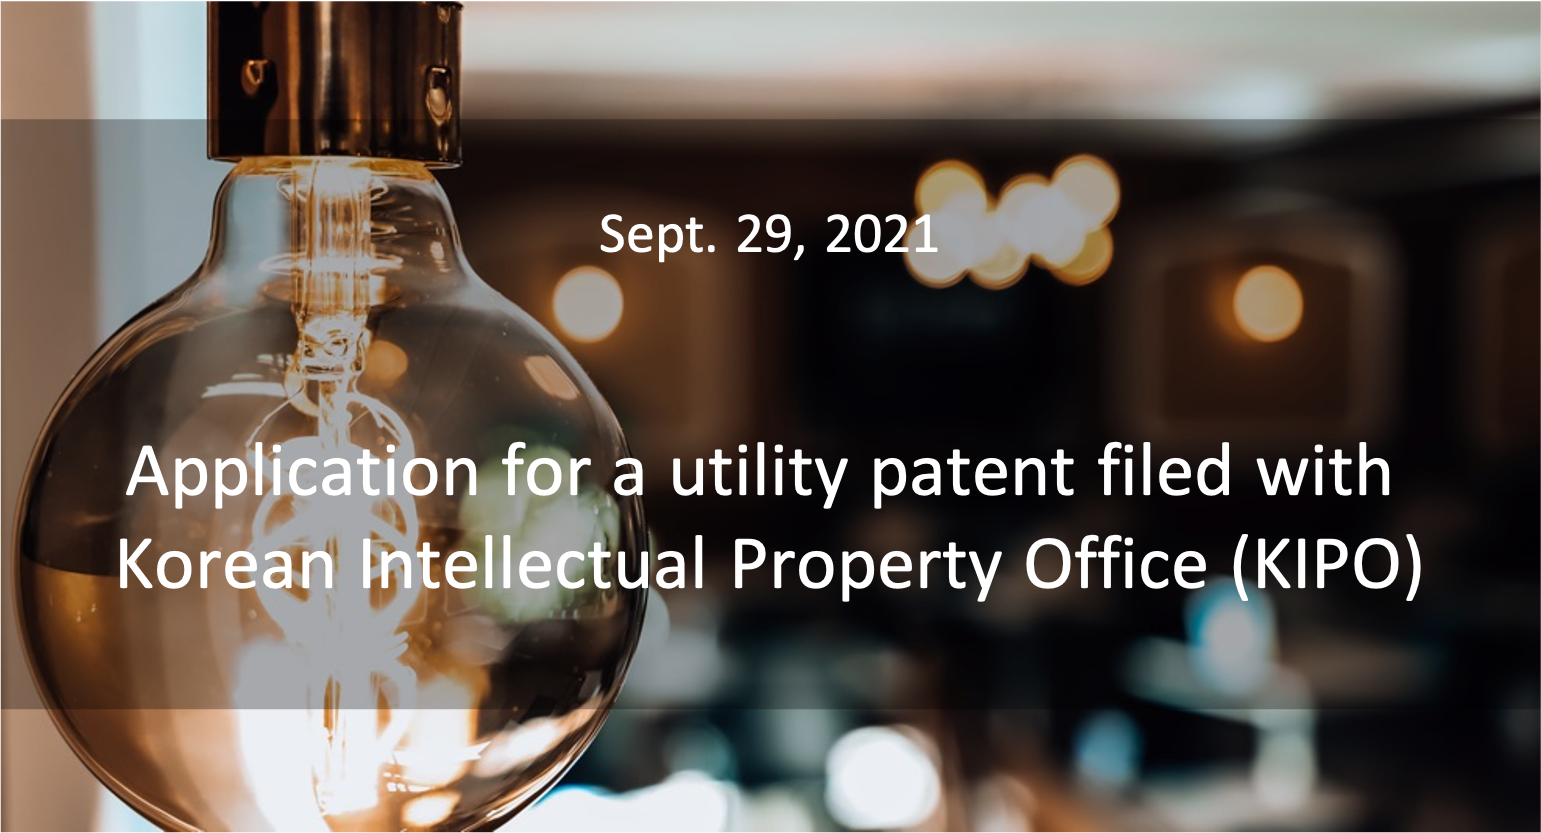 Sept. 29, 2021
Application for a utility patent filed with
Korean Intellectual Property Office (KIPO)